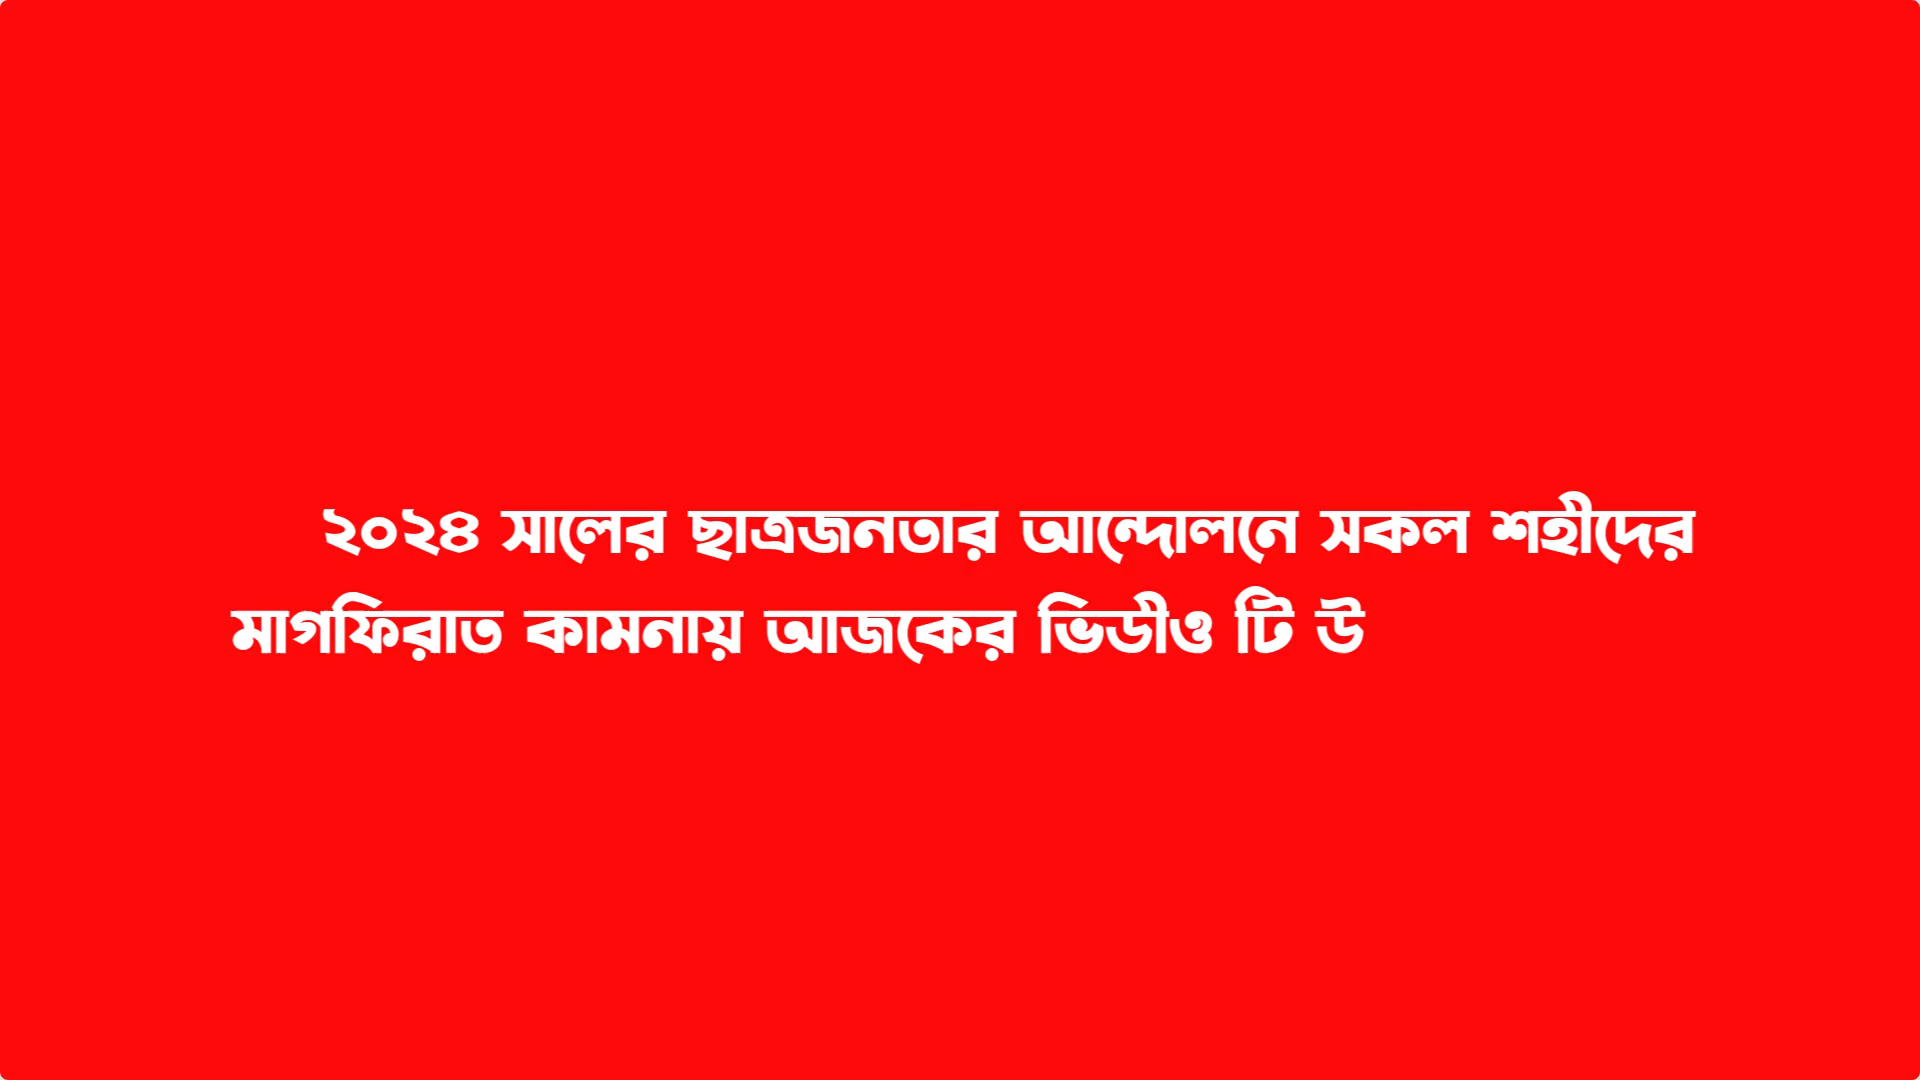 ২০২৪ সালের ছাত্রজনতার আন্দোলনে সকল শহীদের
মাগফিরাত কামনায় আজকের ভিডীও টি উ